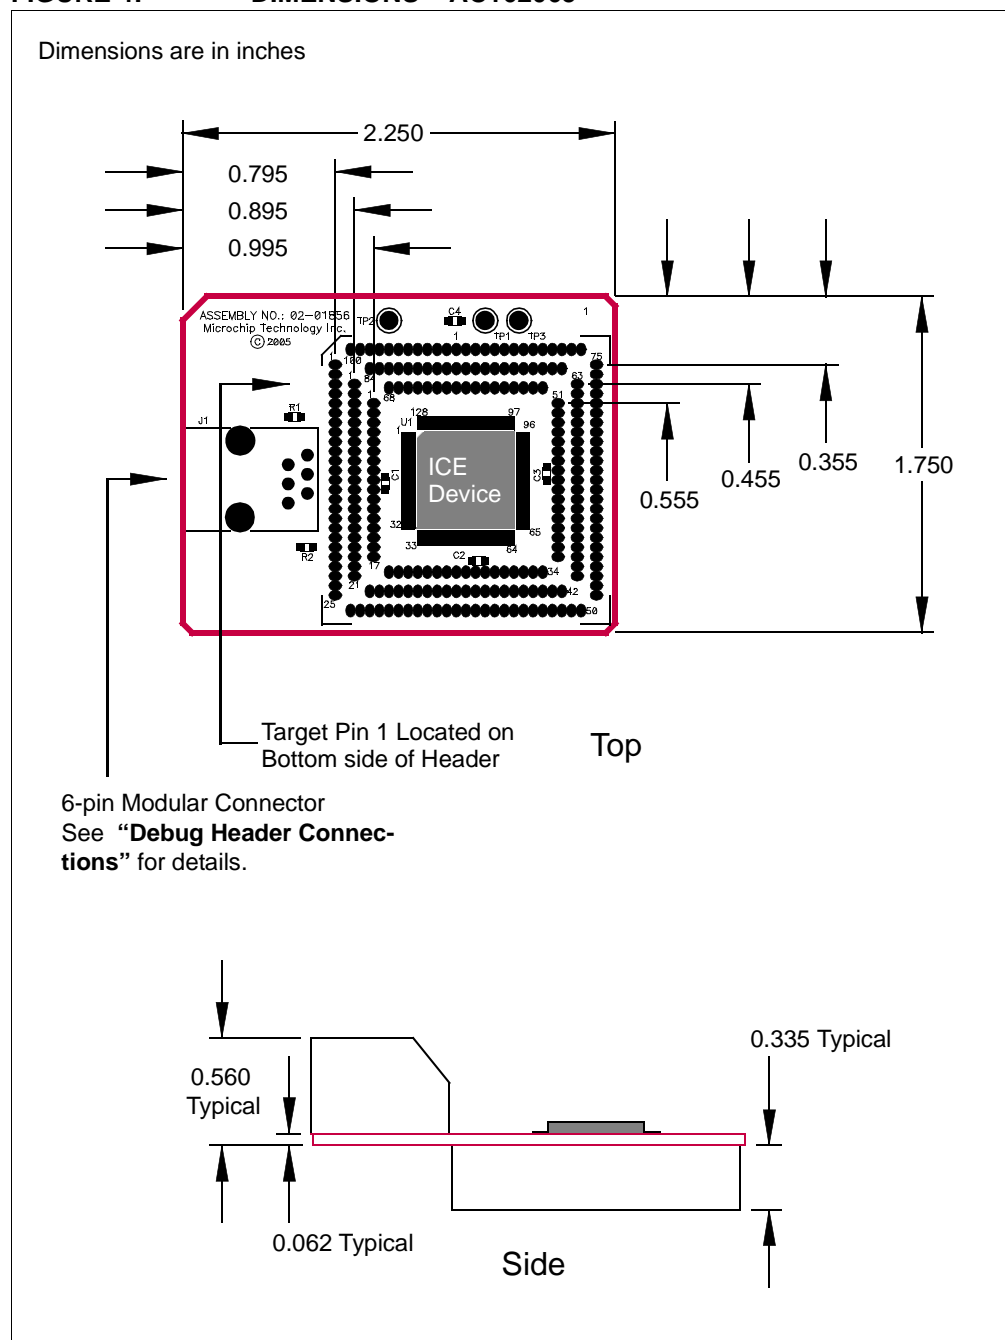 Dimensions are in inches
2.250
0.795
0.895
0.995
ASSEMBLY NO.: 02-01856
Microchip Technology Inc.
© 2005
TP2
C4
1
TP1
TP3
1
1
100
75
1
84
63
1
68
51
J1
R1
U1
128
97
1
96
C1
ICE
Device
C3
32
33
65
64
R2
C2
17
34
21
42
25
50
0.355
0.455
0.555
1.750
Target Pin 1 Located on
Bottom side of Header
Top
6-pin Modular Connector
See “Debug Header Connec-
tions” for details.
0.335 Typical
0.560
Typical
0.062 Typical
Side